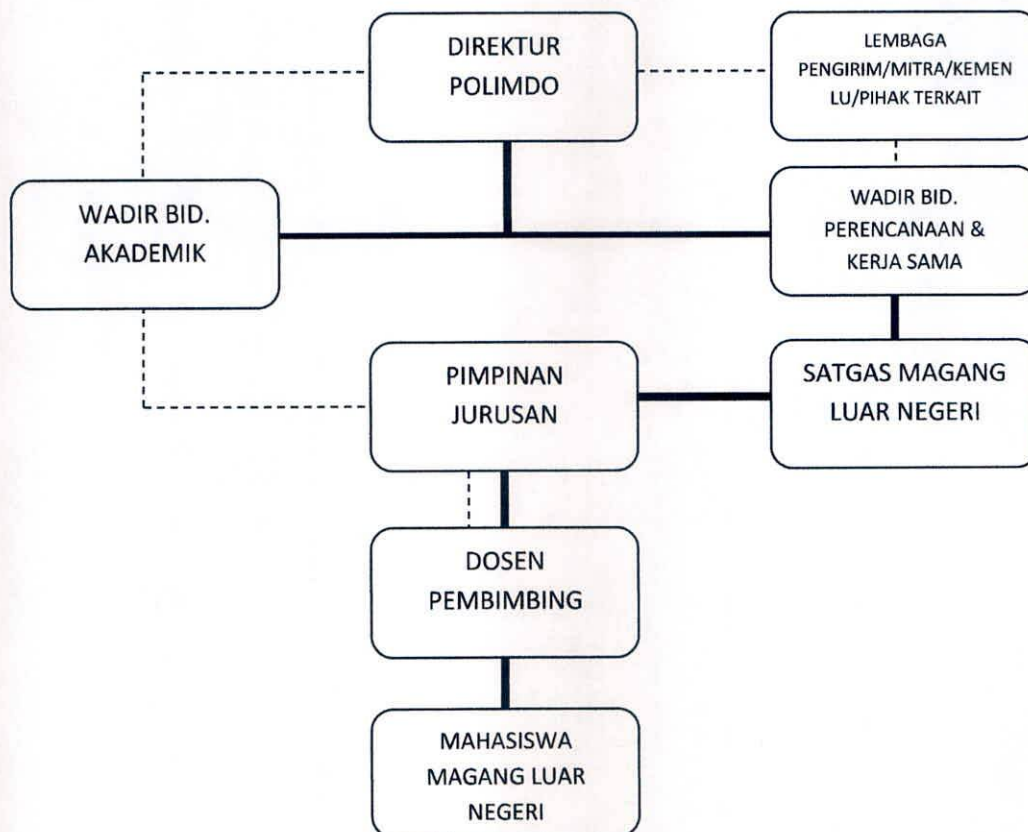 DIREKTUR
POLIMDO
LEMBAGA
PENGIRIM/MITRA/KEMEN
LU/PIHAK TERKAIT
WADIR BID.
AKADEMIK
WADIR BID.
PERENCANAAN &
KERJA SAMA
PIMPINAN
JURUSAN
SATGAS MAGANG
LUAR NEGERI
DOSEN
PEMBIMBING
MAHASISWA
MAGANG LUAR
NEGERI